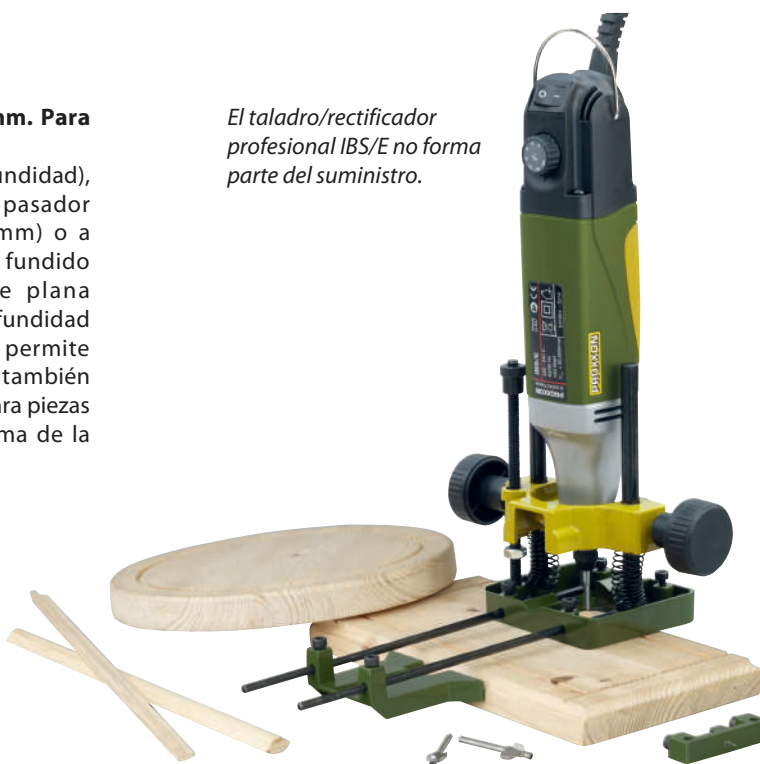 mm. Para
undidad),
pasador
mm) o a
fundido
e plana
fundidad
permite
también
ara piezas
ma de la
El taladro/rectificador
profesional IBS/E no forma
parte del suministro.
PROXXON
PROXXON